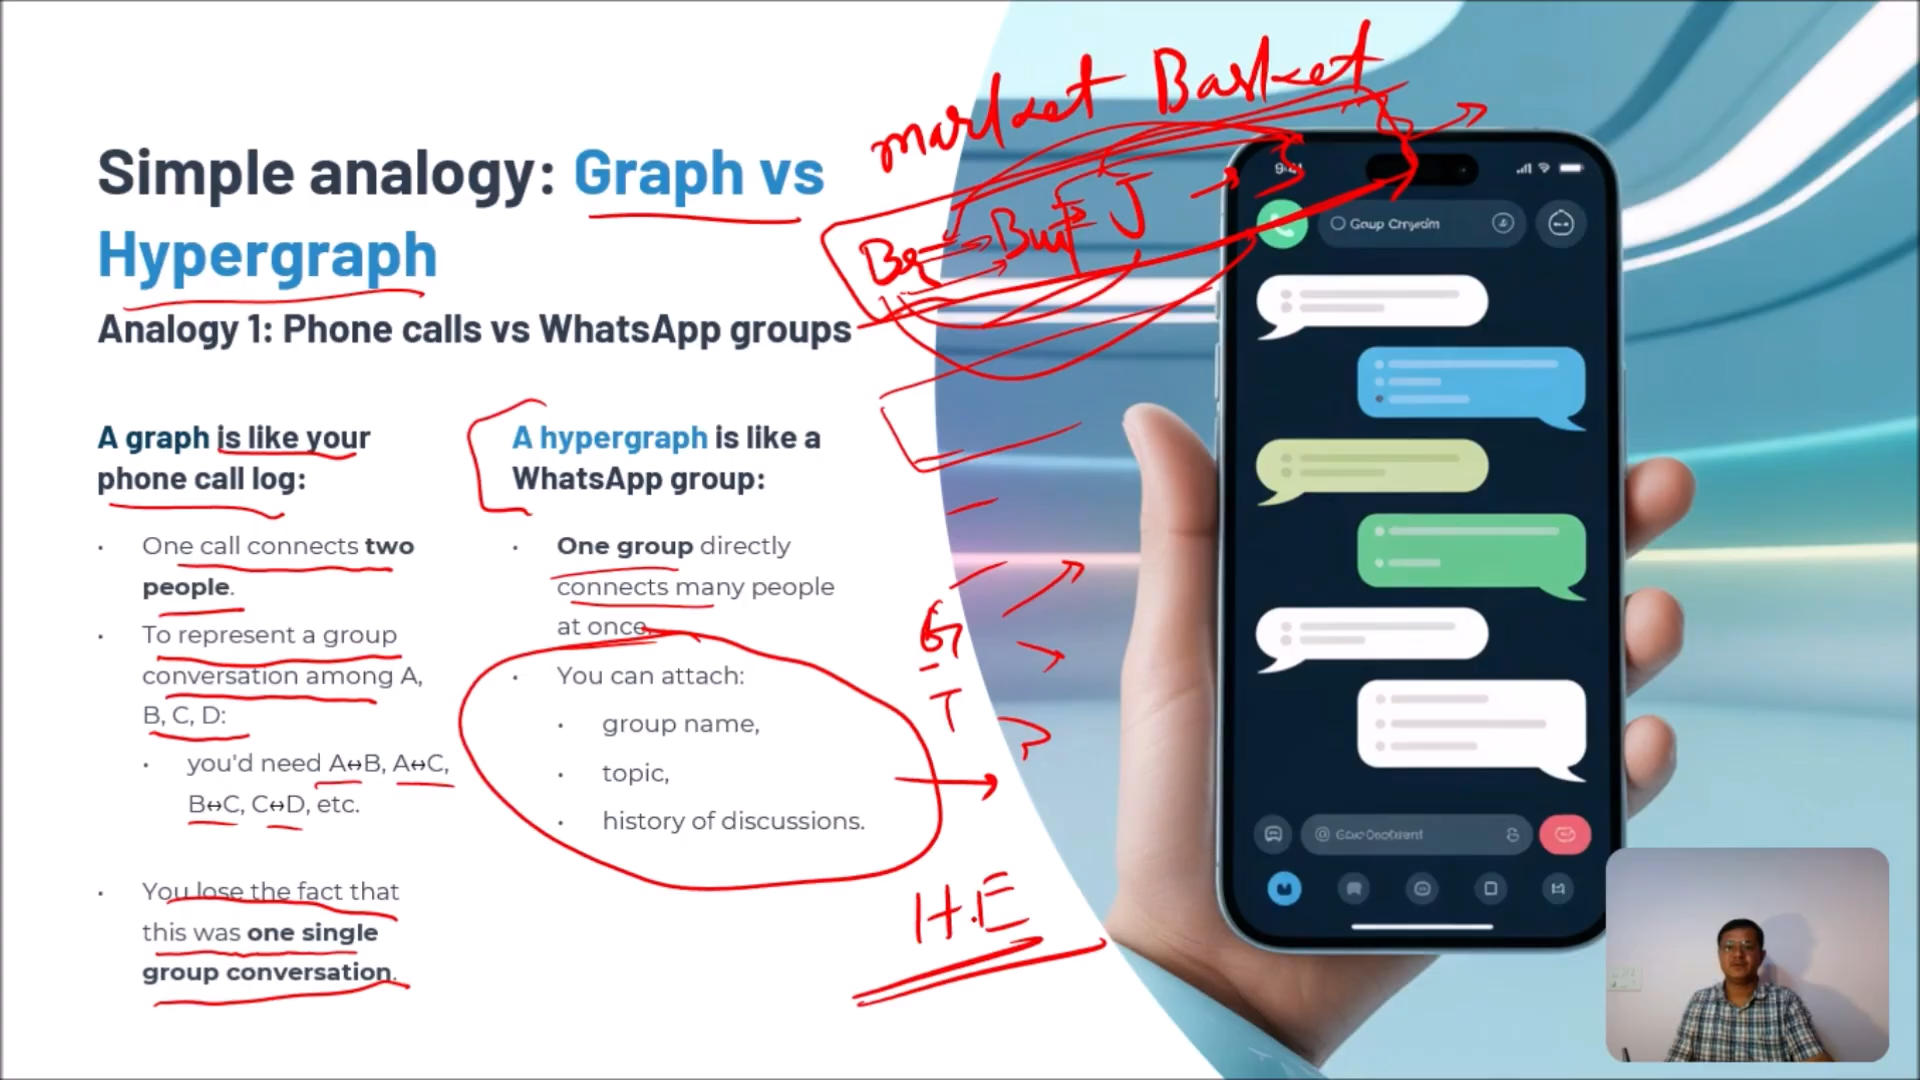 market Basket
Simple analogy: Graph vs
Hypergraph
Analogy 1: Phone calls vs WhatsApp groups
A graph is like your
phone call log:
• One call connects two
people.
• To represent a group
conversation among A,
B, C, D:
• you'd need A↔B, A↔C,
B↔C, C↔D, etc.
• You lose the fact that
this was one single
group conversation.
A hypergraph is like a
WhatsApp group:
• One group directly
connects many people
at once.
• You can attach:
• group name,
• topic,
• history of discussions.
J
G
T
H.E